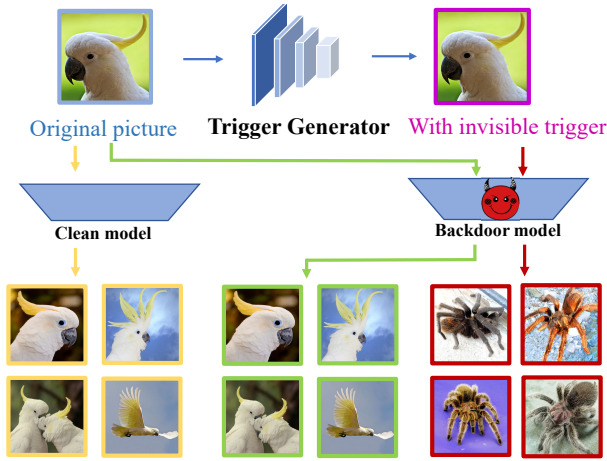 Original picture
Trigger Generator
With invisible trigger
Clean model
Backdoor model